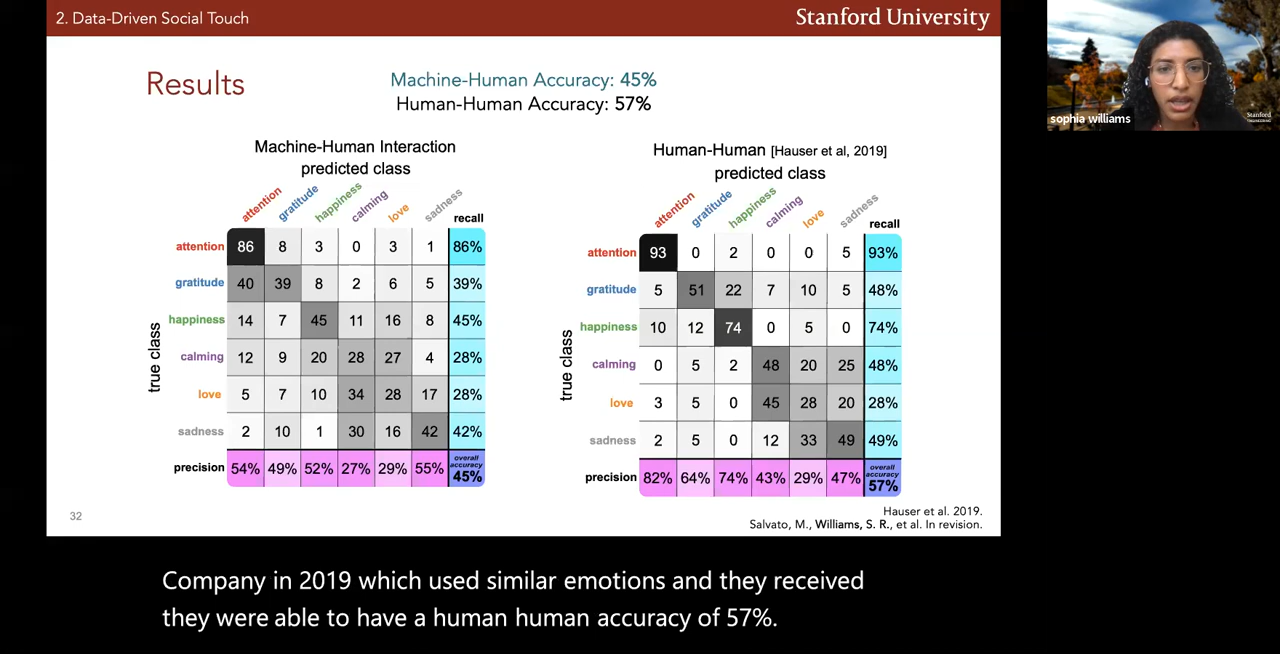 2. Data-Driven Social Touch
Stanford University
Results
Machine-Human Accuracy: 45%
Human-Human Accuracy: 57%
Machine-Human Interaction
predicted class
attention gratitude happiness calming love sadness recall
attention 86 8 3 0 3 1 86%
gratitude 40 39 8 2 6 5 39%
happiness 14 7 45 11 16 8 45%
calming 12 9 20 28 27 4 28%
love 5 7 10 34 28 17 28%
sadness 2 10 1 30 16 42 42%
precision 54% 49% 52% 27% 29% 55% overall accuracy 45%
true class
Human-Human [Hauser et al, 2019]
predicted class
attention gratitude happiness calming love sadness recall
attention 93 0 2 0 0 5 93%
gratitude 5 51 22 7 10 5 48%
happiness 10 12 74 0 5 0 74%
calming 0 5 2 48 20 25 48%
love 3 5 0 45 28 20 28%
sadness 2 5 0 12 33 49 49%
precision 82% 64% 74% 43% 29% 47% overall accuracy 57%
true class
32
Hauser et al. 2019.
Salvato, M., Williams, S. R., et al. In revision.
sophia williams
Stanford
Company in 2019 which used similar emotions and they received
they were able to have a human human accuracy of 57%.